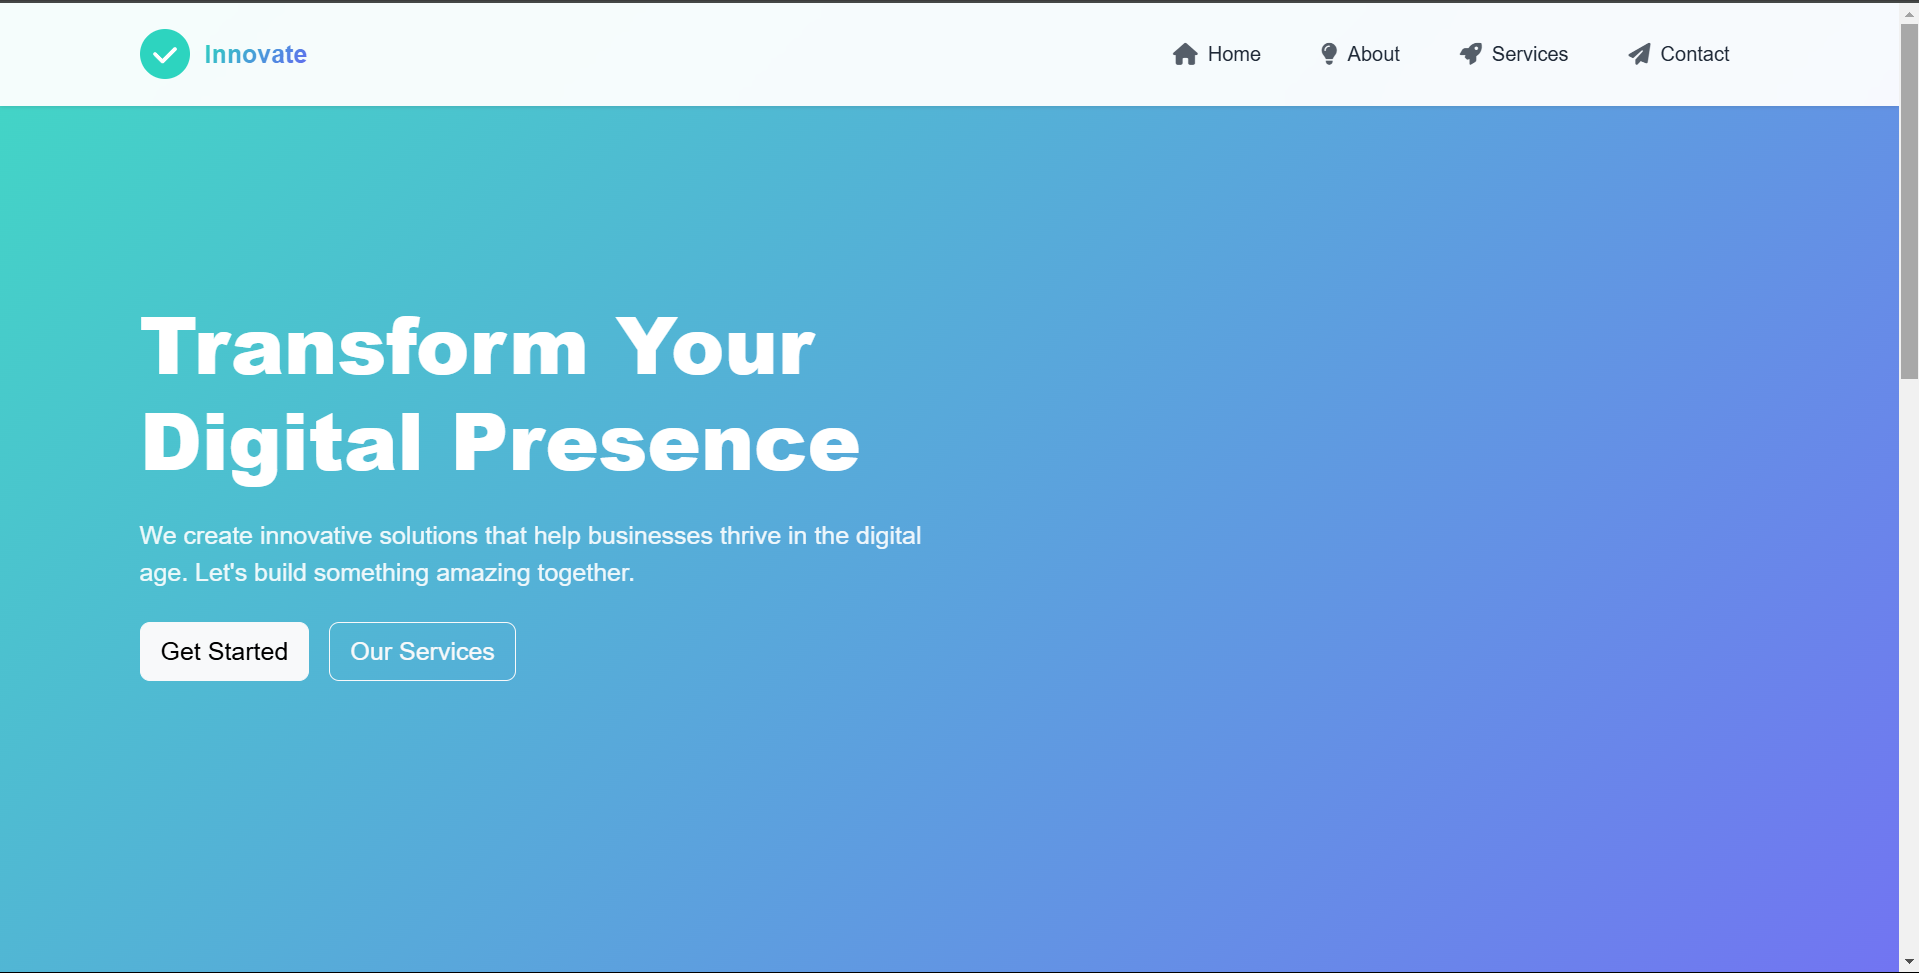 Innovate
Home
About
Services
Contact
Transform Your
Digital Presence
We create innovative solutions that help businesses thrive in the digital
age. Let's build something amazing together.
Get Started
Our Services